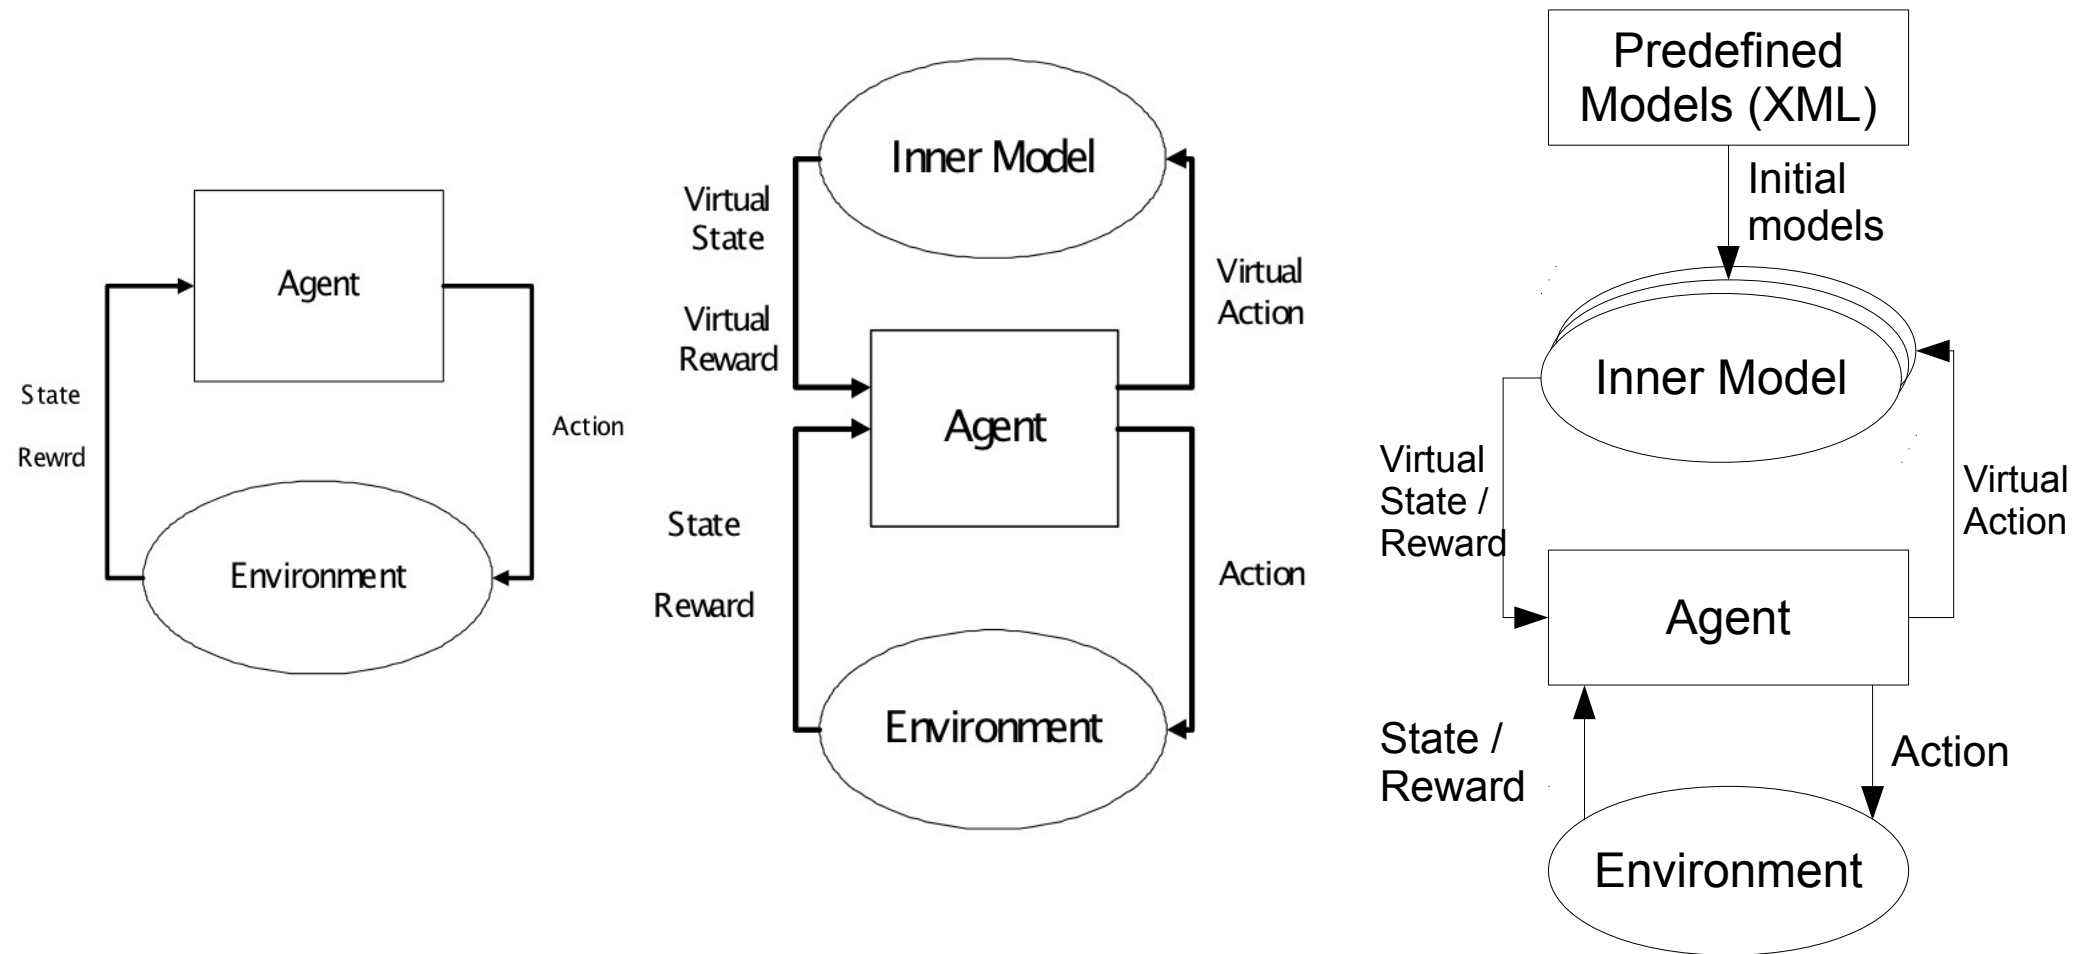 Agent
State
Rewrd
Action
Environment
Inner Model
Virtual
State
Virtual
Reward
Virtual
Action
Agent
State
Reward
Action
Environment
Predefined
Models (XML)
Initial
models
Inner Model
Virtual
State /
Reward
Virtual
Action
Agent
State /
Reward
Action
Environment